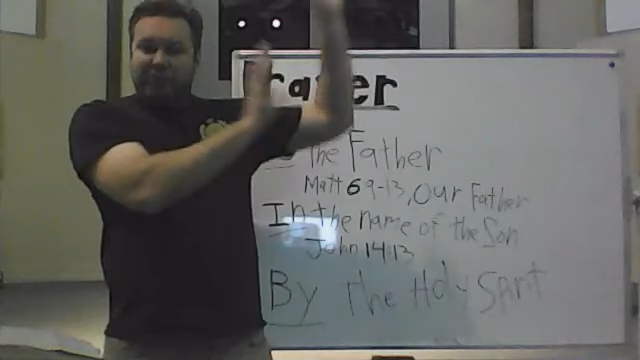 the Father
Matt 6 9-13, Our Father
In the name of the Son
John 14:13
By the Holy Spirit